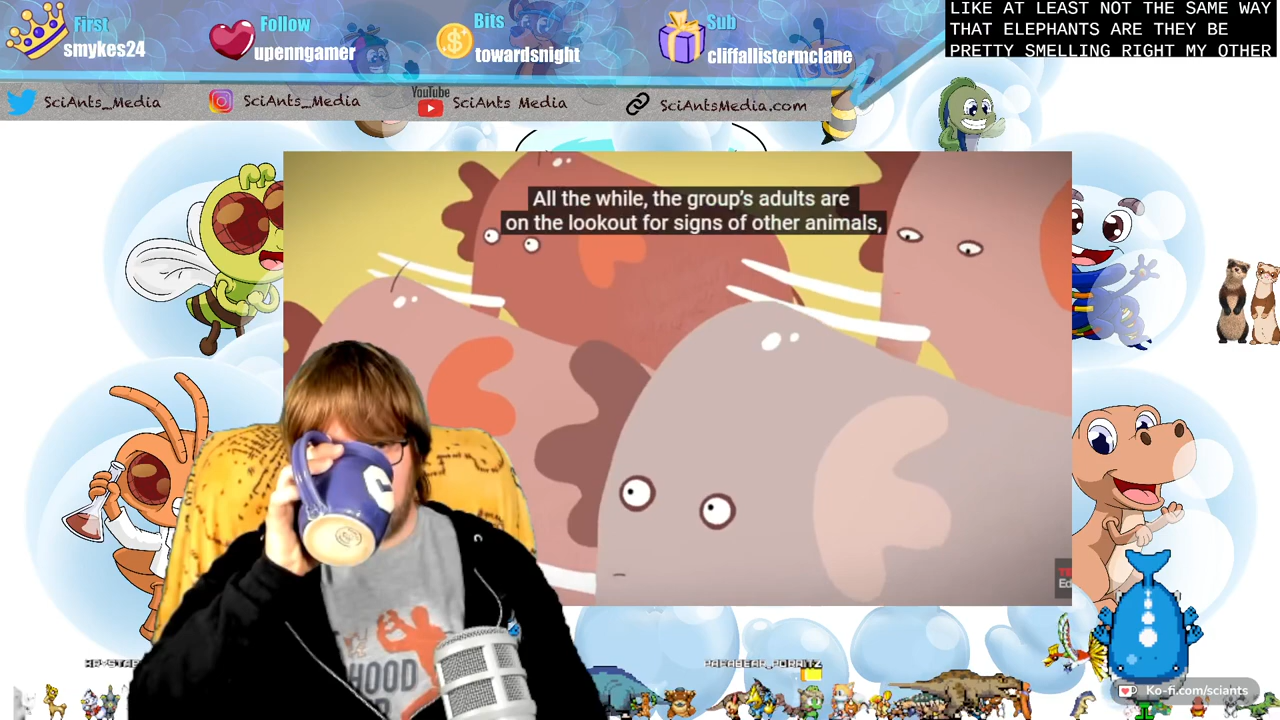 First
smykes24
Follow
upenngamer
Bits
towardsnight
Sub
cliffallistermclane
LIKE AT LEAST NOT THE SAME WAY
THAT ELEPHANTS ARE THEY BE
PRETTY SMELLING RIGHT MY OTHER
SciAnts_Media
SciAnts_Media
YouTube
SciAnts Media
SciAntsMedia.com
All the while, the group's adults are
on the lookout for signs of other animals,
C
HOOD
Ed
PAPABEAR_PORRITZ
Ko-fi.com/sciants